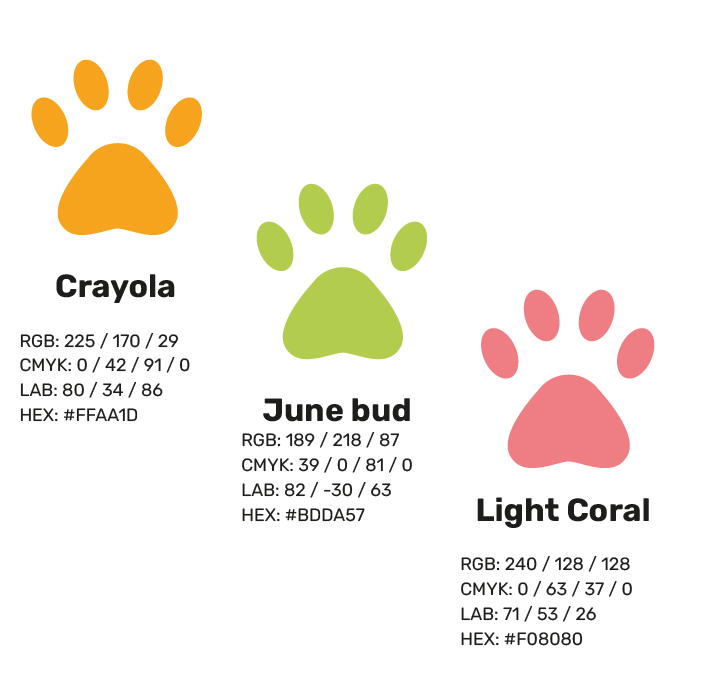 Crayola
RGB: 225 / 170 / 29
CMYK: 0 / 42 / 91 / 0
LAB: 80 / 34 / 86
HEX: #FFAA1D
June bud
RGB: 189 / 218 / 87
CMYK: 39 / 0 / 81 / 0
LAB: 82 / -30 / 63
HEX: #BDDA57
Light Coral
RGB: 240 / 128 / 128
CMYK: 0 / 63 / 37 / 0
LAB: 71 / 53 / 26
HEX: #F08080